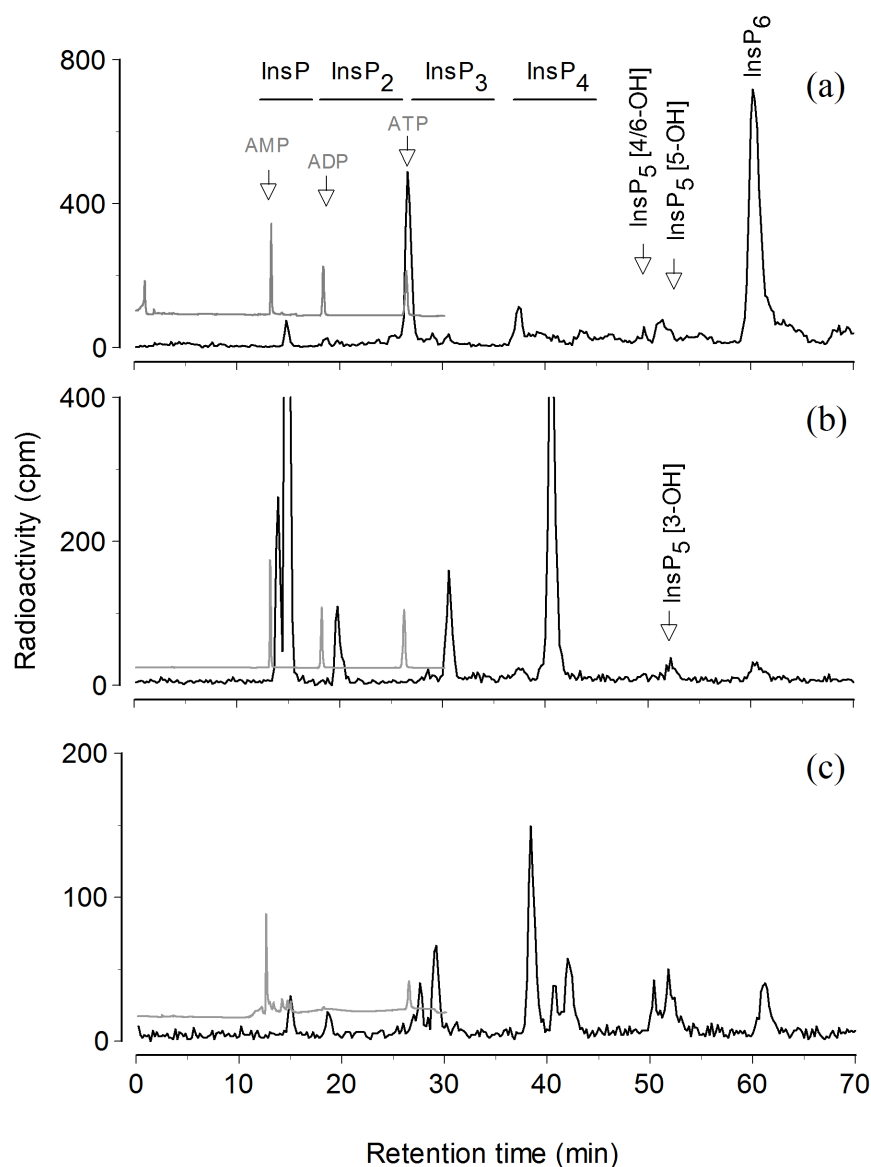 InsP
InsP2
InsP3
InsP4
InsP5 [4/6-OH]
InsP5 [5-OH]
InsP6
(a)
AMP
ADP
ATP
800
400
0
(b)
InsP5 [3-OH]
400
200
0
Radioactivity (cpm)
(c)
200
100
0
0 10 20 30 40 50 60 70
Retention time (min)